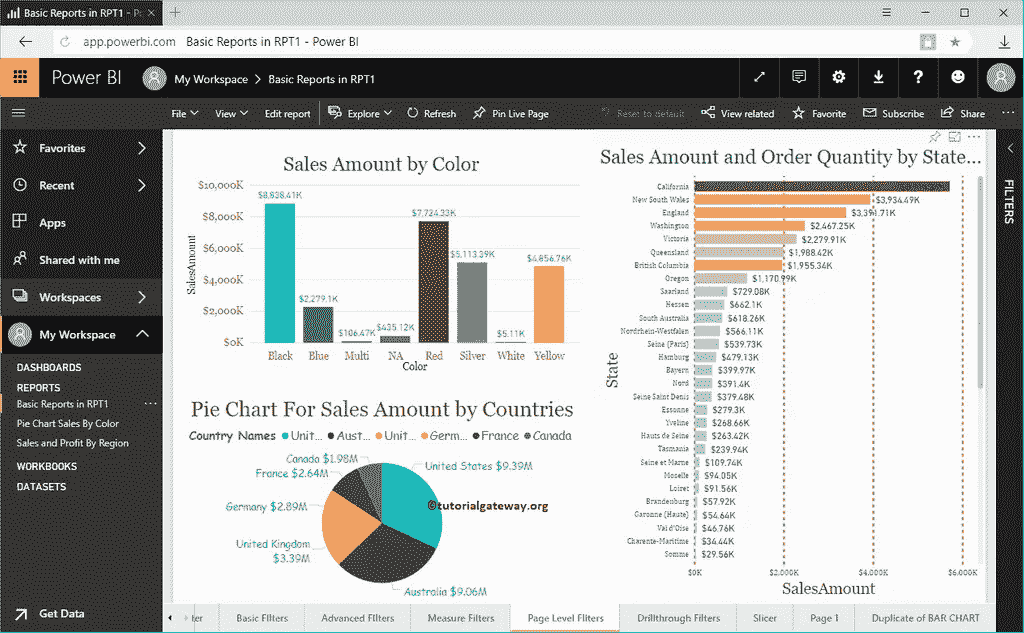 Basic Reports in RPT1 - P
app.powerbi.com Basic Reports in RPT1 - Power BI
Power BI My Workspace > Basic Reports in RPT1
File View Edit report Explore Refresh Pin Live Page Reset to default View related Favorite Subscribe Share
Favorites
Recent
Apps
Shared with me
Workspaces
My Workspace
DASHBOARDS
REPORTS
Basic Reports in RPT1
Pie Chart Sales By Color
Sales and Profit By Region
WORKBOOKS
DATASETS
Get Data
Sales Amount by Color
SalesAmount
$10,000K
$8,000K
$6,000K
$4,000K
$2,000K
$0K
$8,838.41K
$2,279.1K
$106.47K
$435.12K
$7,724.33K
$5,113.39K
$5.11K
$4,856.76K
Black Blue Multi NA Red Silver White Yellow
Color
Pie Chart For Sales Amount by Countries
Country Names Unit... Aust... Unit... Germ... France Canada
Canada $1.98M
France $2.64M
Germany $2.89M
United Kingdom
$3.39M
United States $9.39M
Australia $9.06M
©tutorialgateway.org
Sales Amount and Order Quantity by State...
State
California
New South Wales $3,934.49K
England $3,391.71K
Washington $2,467.25K
Victoria $2,279.91K
Queensland $1,988.42K
British Columbia $1,955.34K
Oregon $1,170.99K
Saarland $729.08K
Hessen $662.1K
South Australia $618.26K
Nordrhein-Westfalen $566.11K
Seine (Paris) $539.73K
Hamburg $479.13K
Bayern $399.97K
Nord $391.4K
Seine Saint Denis $379.48K
Essonne $279.3K
Yveline $268.66K
Hauts de Seine $263.42K
Tasmania $239.94K
Seine et Marne $109.74K
Moselle $94.05K
Loiret $91.56K
Brandenburg $57.92K
Garonne (Haute) $54.64K
Val d'Oise $46.76K
Charente-Maritime $34.44K
Somme $29.56K
$0K $2,000K $4,000K $6,000K
SalesAmount
FILTERS
ter Basic Filters Advanced Filters Measure Filters Page Level Filters Drillthrough Filters Slicer Page 1 Duplicate of BAR CHART